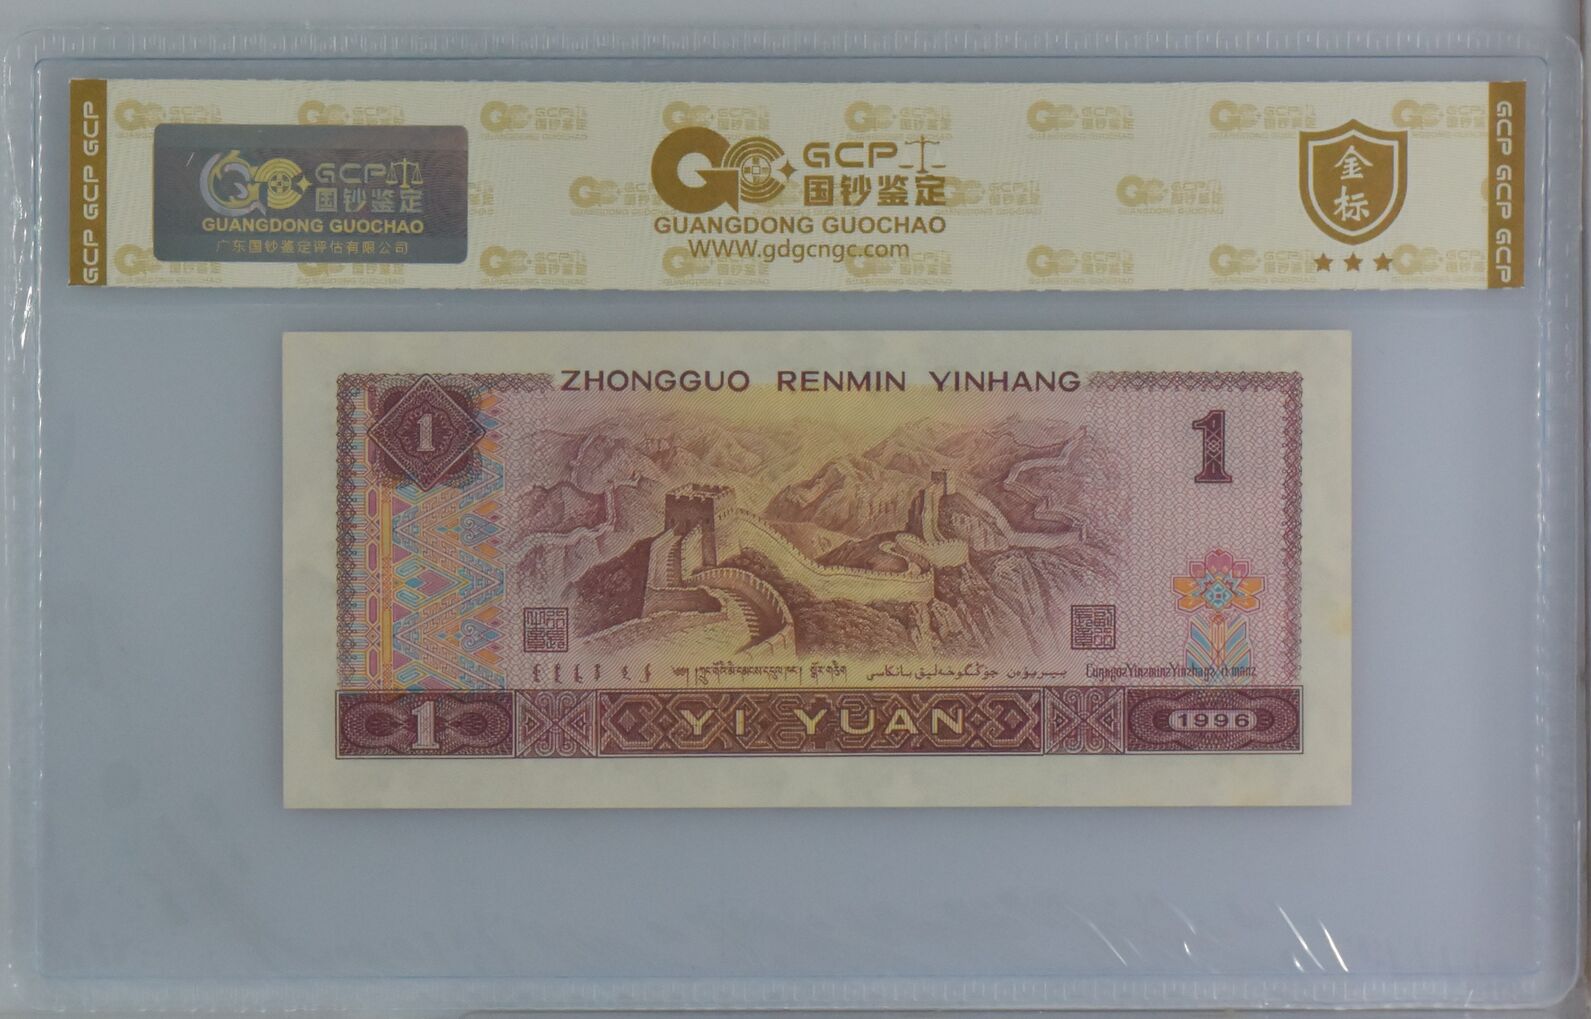 GCP GCP GCP
GCP 国钞鉴定
GUANGDONG GUOCHAO
广东国钞鉴定评估有限公司
GCP
国钞鉴定
GUANGDONG GUOCHAO
WWW.gdgcngc.com
金标
GCP GCP GCP
ZHONGGUO RENMIN YINHANG
1
1
1 YI YUAN 1996